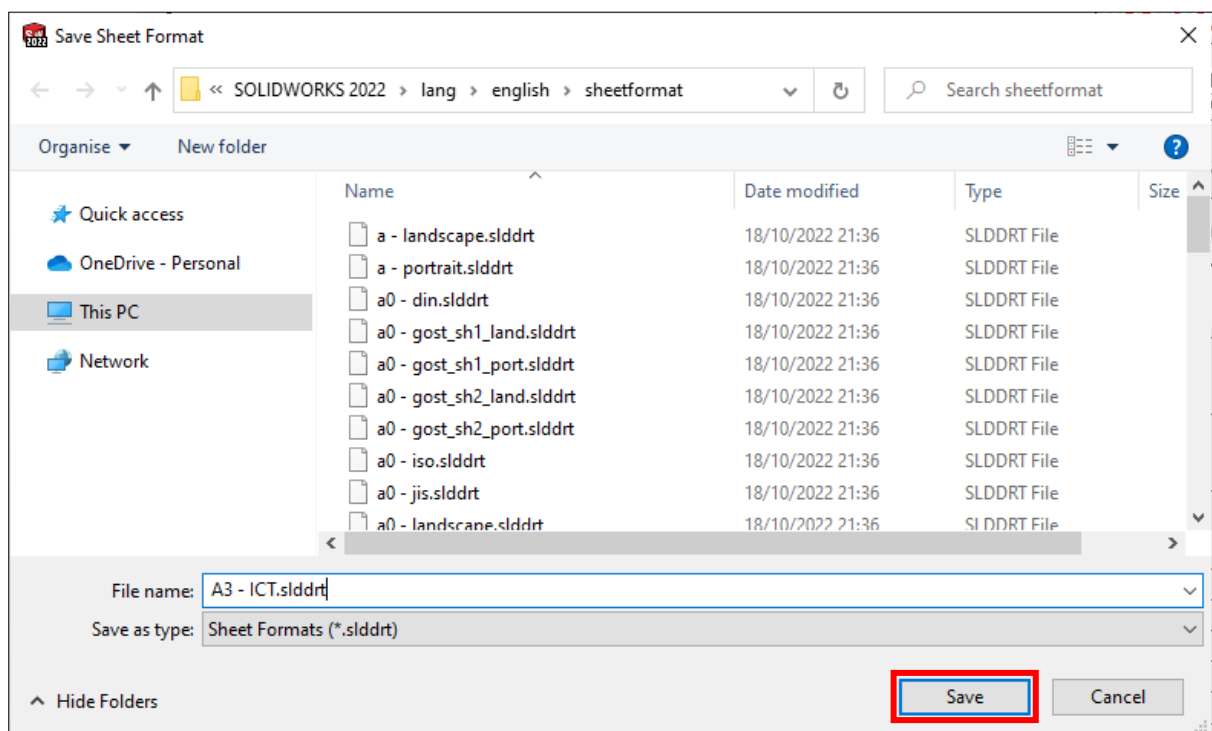 Save Sheet Format
« SOLIDWORKS 2022 > lang > english > sheetformat
Search sheetformat
Organise New folder
Name Date modified Type Size
Quick access
OneDrive - Personal
This PC
Network
a - landscape.slddrt 18/10/2022 21:36 SLDDRT File
a - portrait.slddrt 18/10/2022 21:36 SLDDRT File
a0 - din.slddrt 18/10/2022 21:36 SLDDRT File
a0 - gost_sh1_land.slddrt 18/10/2022 21:36 SLDDRT File
a0 - gost_sh1_port.slddrt 18/10/2022 21:36 SLDDRT File
a0 - gost_sh2_land.slddrt 18/10/2022 21:36 SLDDRT File
a0 - gost_sh2_port.slddrt 18/10/2022 21:36 SLDDRT File
a0 - iso.slddrt 18/10/2022 21:36 SLDDRT File
a0 - jis.slddrt 18/10/2022 21:36 SLDDRT File
a0 - landscape.slddrt 18/10/2022 21:36 SLDDRT File
File name: A3 - ICT.slddrt
Save as type: Sheet Formats (*.slddrt)
Hide Folders
Save Cancel